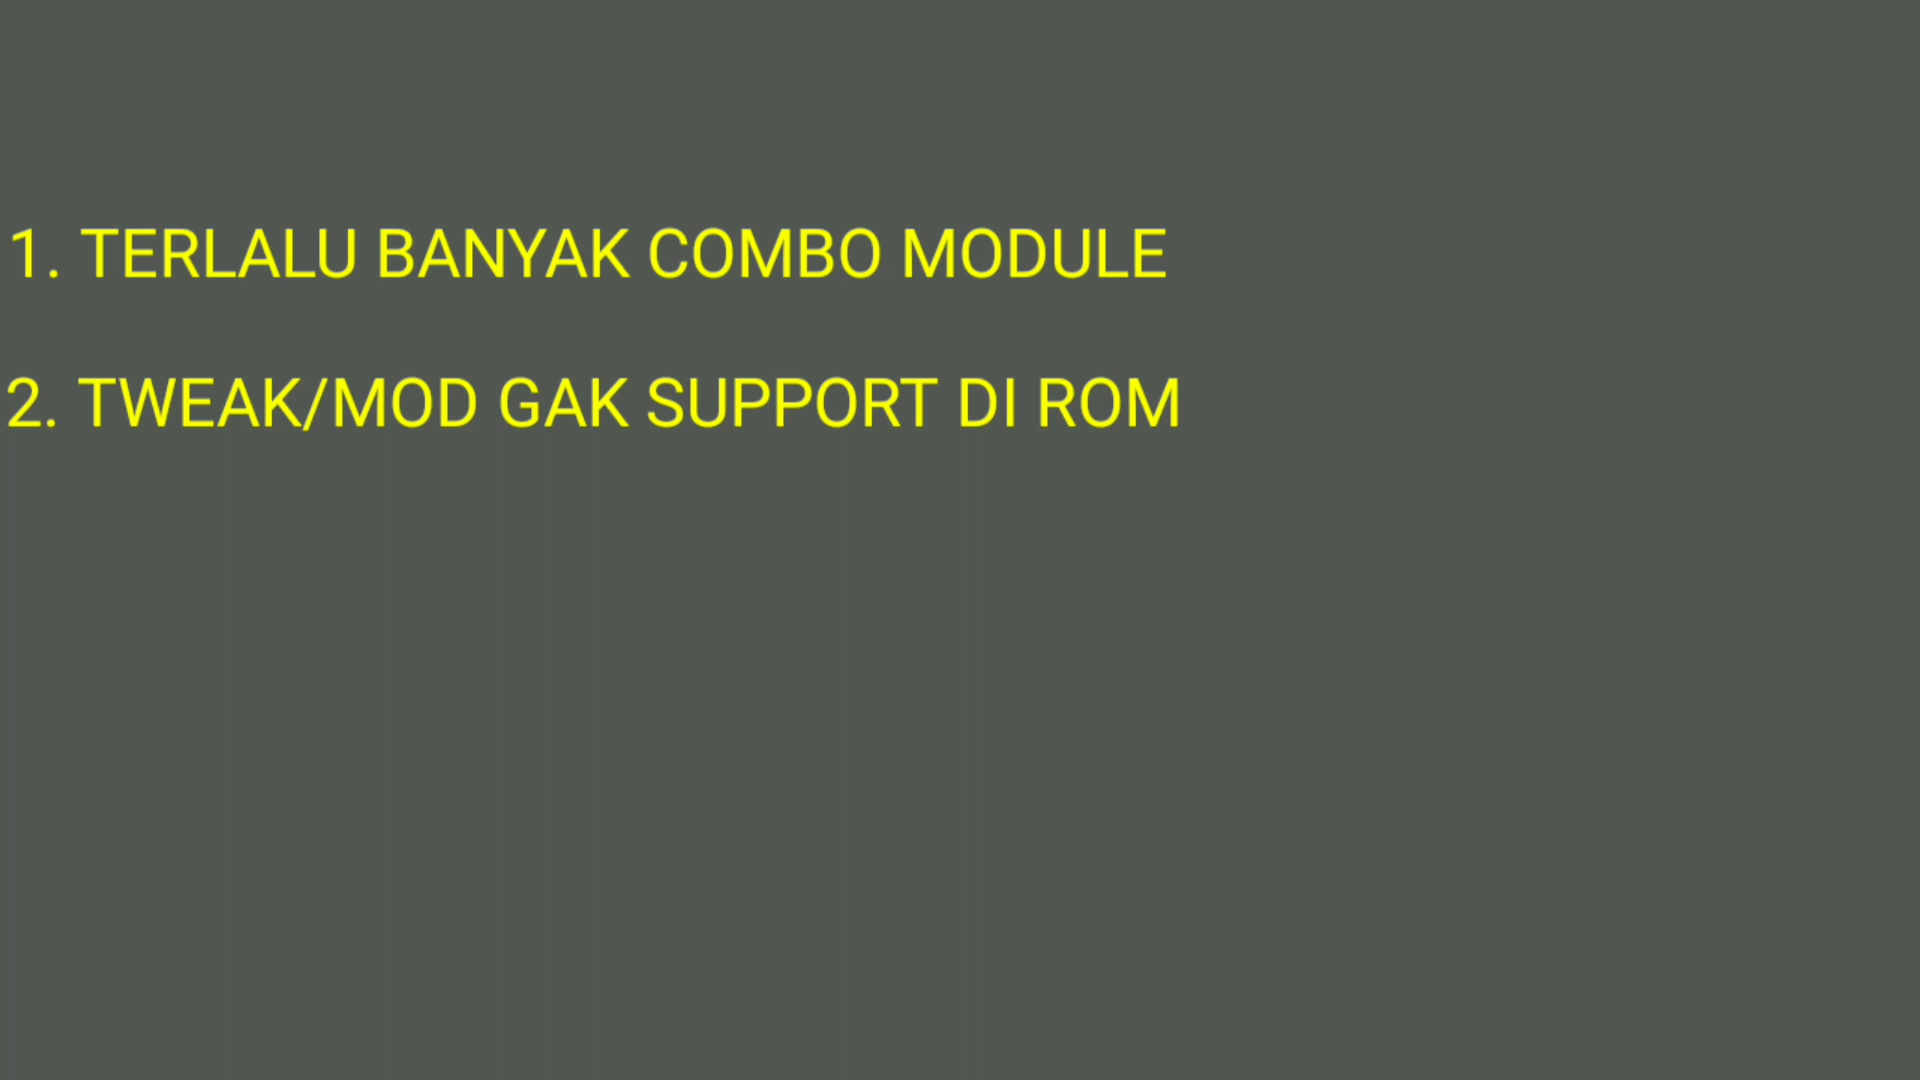 1. TERLALU BANYAK COMBO MODULE
2. TWEAK/MOD GAK SUPPORT DI ROM